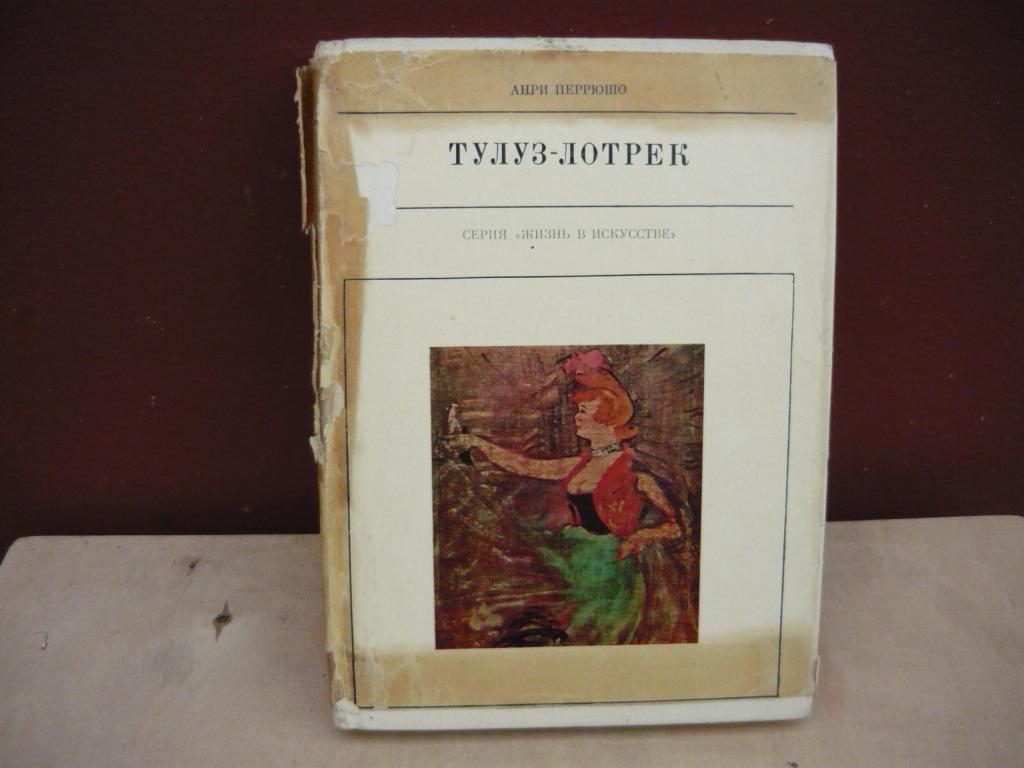 АНРИ ПЕРРЮШО
ТУЛУЗ-ЛОТРЕК
СЕРИЯ «ЖИЗНЬ В ИСКУССТВЕ»